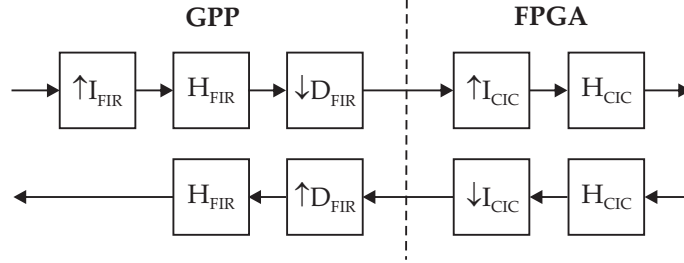 GPP FPGA
↑I_FIR H_FIR ↓D_FIR ↑I_CIC H_CIC
H_FIR ↑D_FIR ↓I_CIC H_CIC